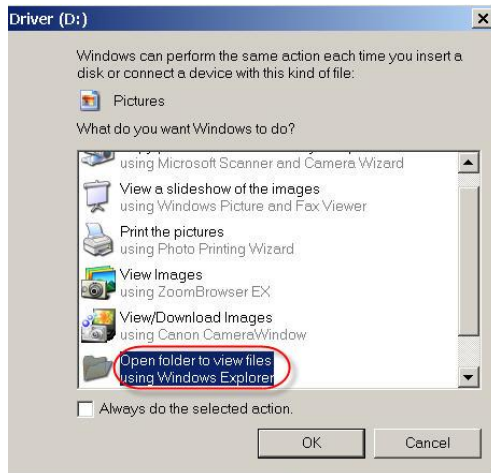 Driver (D:)
Windows can perform the same action each time you insert a
disk or connect a device with this kind of file:
Pictures
What do you want Windows to do?
using Microsoft Scanner and Camera Wizard
View a slideshow of the images
using Windows Picture and Fax Viewer
Print the pictures
using Photo Printing Wizard
View Images
using ZoomBrowser EX
View/Download Images
using Canon CameraWindow
Open folder to view files
using Windows Explorer
Always do the selected action.
OK
Cancel